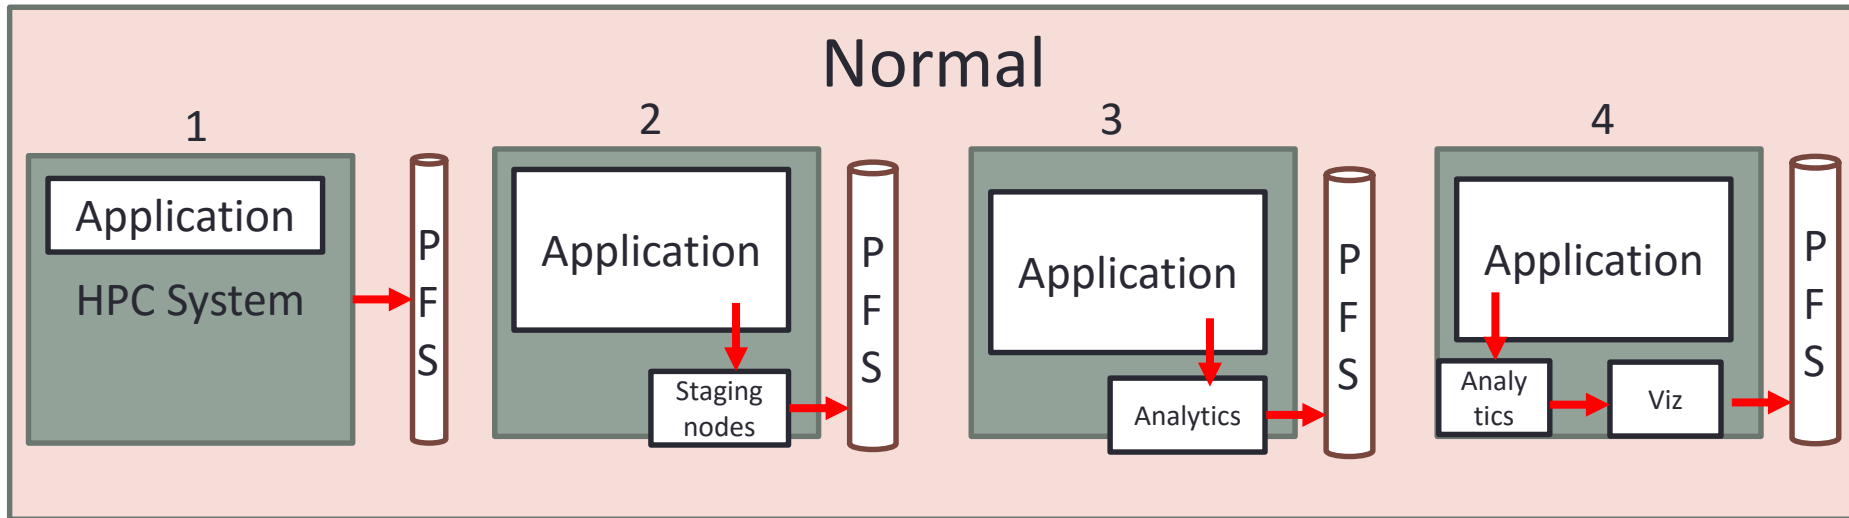 Normal
1
Application
HPC System
P
F
S
2
Application
Staging
nodes
P
F
S
3
Application
Analytics
P
F
S
4
Application
Analy
tics
Viz
P
F
S